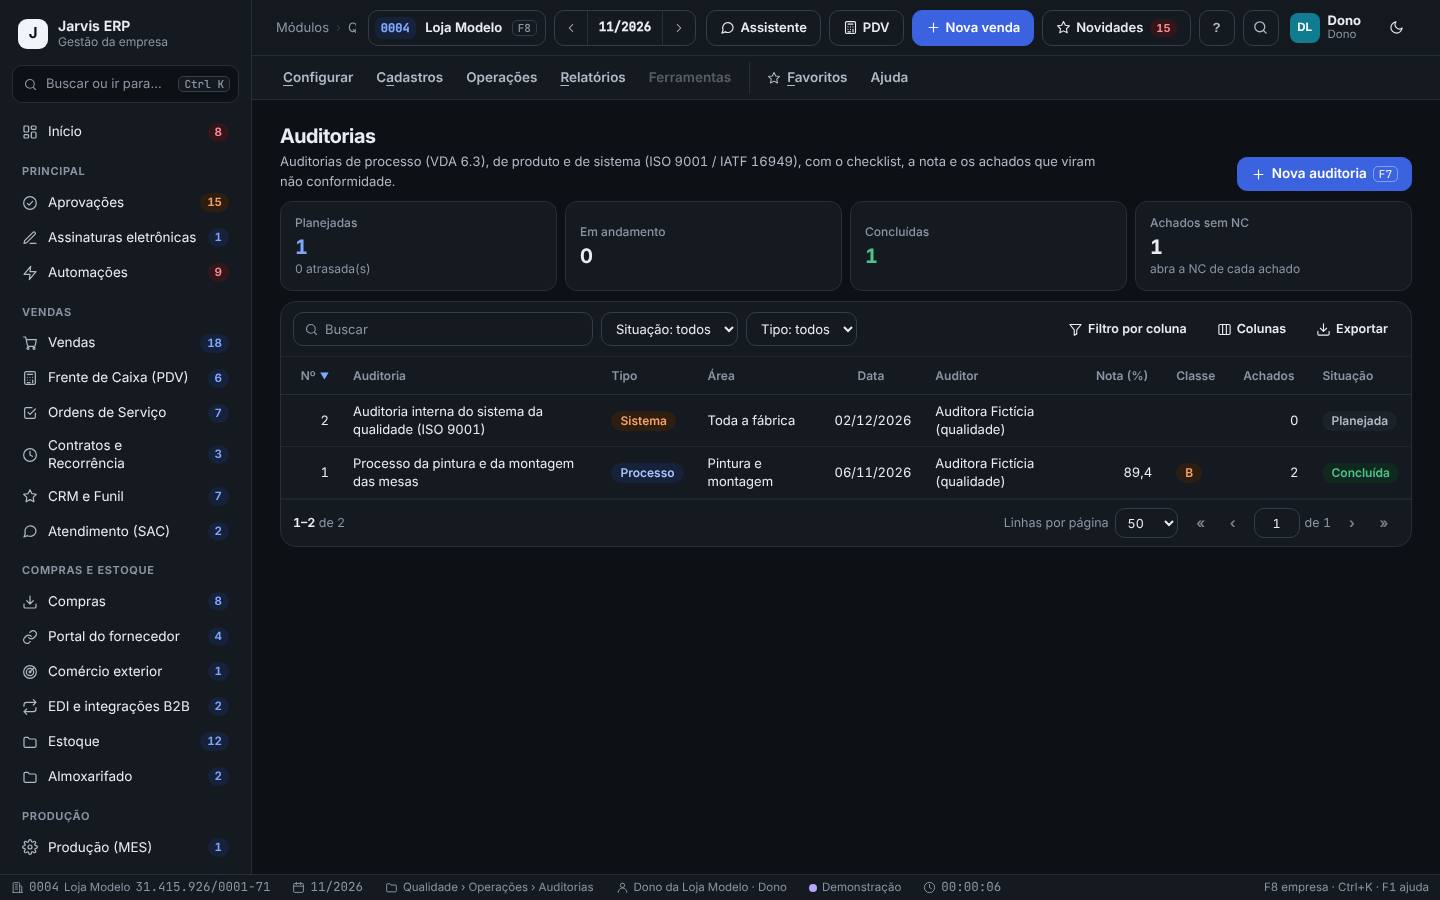 J
Jarvis ERP
Gestão da empresa
Buscar ou ir para... Ctrl K
Início 8
PRINCIPAL
Aprovações 15
Assinaturas eletrônicas 1
Automações 9
VENDAS
Vendas 18
Frente de Caixa (PDV) 6
Ordens de Serviço 7
Contratos e
Recorrência 3
CRM e Funil 7
Atendimento (SAC) 2
COMPRAS E ESTOQUE
Compras 8
Portal do fornecedor 4
Comércio exterior 1
EDI e integrações B2B 2
Estoque 12
Almoxarifado 2
PRODUÇÃO
Produção (MES) 1
Módules › Q 0004 Loja Modelo F8 ‹ 11/2026 › Assistente PDV + Nova venda Novidades 15 ? DL Dono
Dono
Configurar Cadastros Operações Relatórios Ferramentas Favoritos Ajuda
Auditorias
Auditorias de processo (VDA 6.3), de produto e de sistema (ISO 9001 / IATF 16949), com o checklist, a nota e os achados que viram
não conformidade.
+ Nova auditoria F7
Planejadas
1
0 atrasada(s)
Em andamento
0
Concluídas
1
Achados sem NC
1
abra a NC de cada achado
Buscar Situação: todos Tipo: todos Filtro por coluna Colunas Exportar
Nº ▼ Auditoria Tipo Área Data Auditor Nota (%) Classe Achados Situação
2 Auditoria interna do sistema da
qualidade (ISO 9001) Sistema Toda a fábrica 02/12/2026 Auditora Fictícia
(qualidade) 0 Planejada
1 Processo da pintura e da montagem
das mesas Processo Pintura e
montagem 06/11/2026 Auditora Fictícia
(qualidade) 89,4 B 2 Concluída
1–2 de 2 Linhas por página 50 « ‹ 1 de 1 › »
0004 Loja Modelo 31.415.926/0001-71 11/2026 Qualidade › Operações › Auditorias Dono da Loja Modelo · Dono Demonstração 00:00:06 F8 empresa · Ctrl+K · F1 ajuda